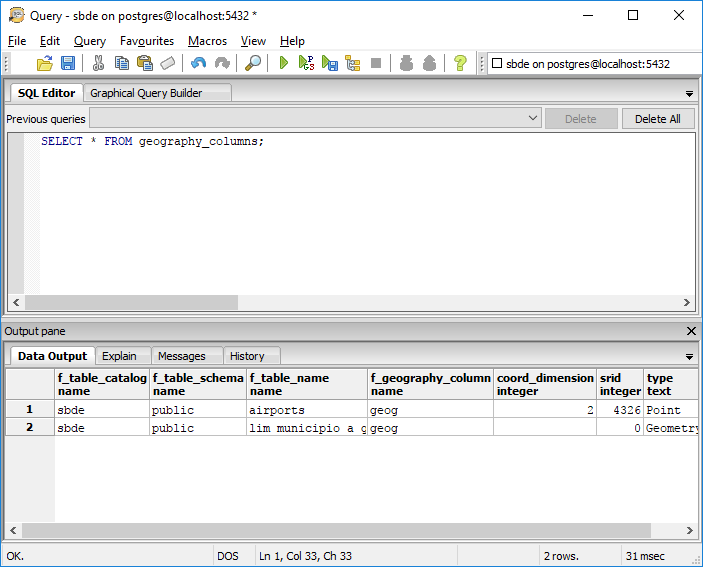 Query - sbde on postgres@localhost:5432 *
File Edit Query Favourites Macros View Help
sbde on postgres@localhost:5432
SQL Editor Graphical Query Builder
Previous queries Delete Delete All
SELECT * FROM geography_columns;
Output pane
Data Output Explain Messages History
f_table_catalog f_table_schema f_table_name f_geography_column coord_dimension srid type
name name name name integer integer text
1 sbde public airports geog 2 4326 Point
2 sbde public lim municipio a g geog 0 Geometry
OK. DOS Ln 1, Col 33, Ch 33 2 rows. 31 msec